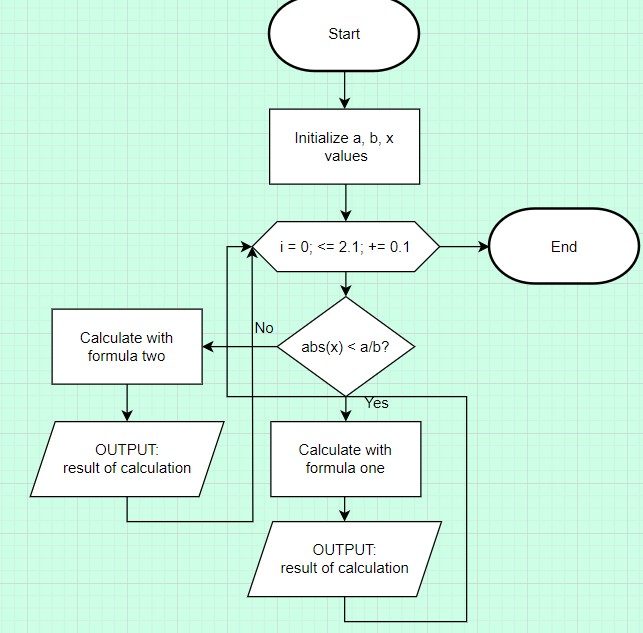 Start
Initialize a, b, x
values
i = 0; <= 2.1; += 0.1
End
abs(x) < a/b?
No
Calculate with
formula two
OUTPUT:
result of calculation
Yes
Calculate with
formula one
OUTPUT:
result of calculation